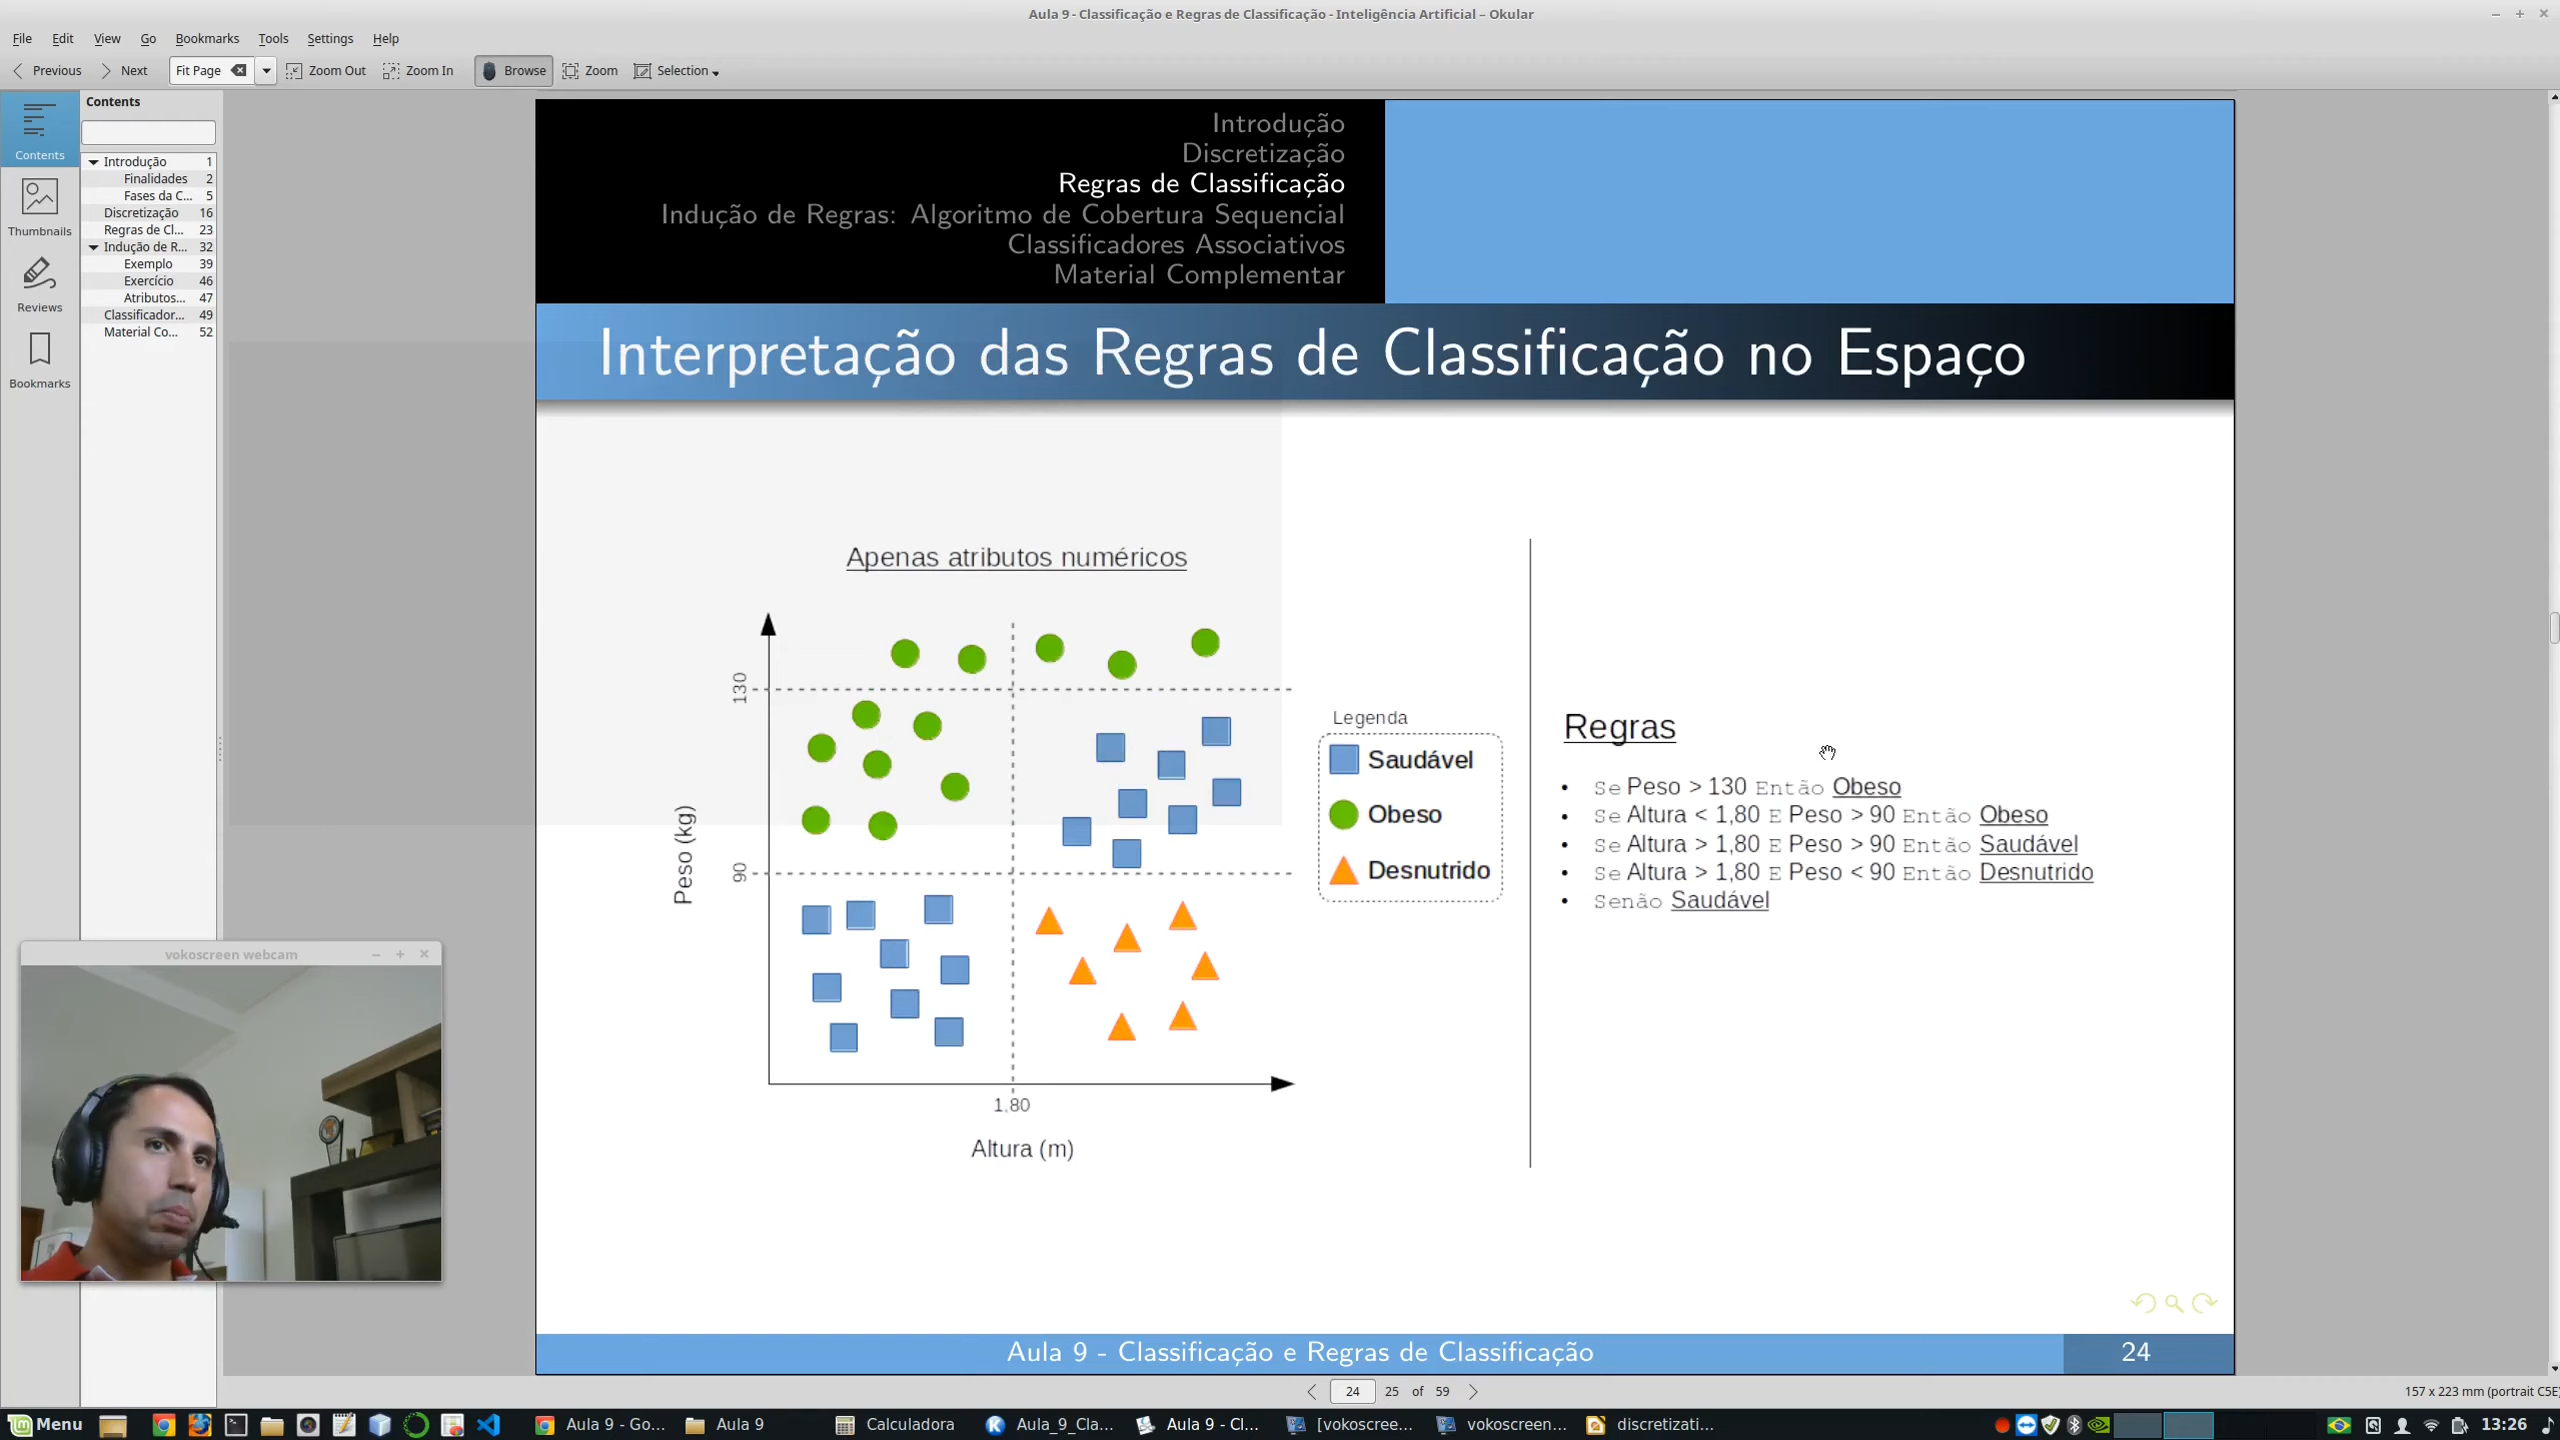 Aula 9 - Classificação e Regras de Classificação - Inteligência Artificial – Okular
File Edit View Go Bookmarks Tools Settings Help
Previous Next Fit Page Zoom Out Zoom In Browse Zoom Selection
Contents
Thumbnails
Reviews
Bookmarks
Contents
Introdução 1
Finalidades 2
Fases da C... 5
Discretização 16
Regras de Cl... 23
Indução de R... 32
Exemplo 39
Exercício 46
Atributos... 47
Classificador... 49
Material Co... 52
Introdução
Discretização
Regras de Classificação
Indução de Regras: Algoritmo de Cobertura Sequencial
Classificadores Associativos
Material Complementar
Interpretação das Regras de Classificação no Espaço
Apenas atributos numéricos
130
90
Peso (kg)
1,80
Altura (m)
Legenda
Saudável
Obeso
Desnutrido
Regras
• Se Peso > 130 Então Obeso
• Se Altura < 1,80 E Peso > 90 Então Obeso
• Se Altura > 1,80 E Peso > 90 Então Saudável
• Se Altura > 1,80 E Peso < 90 Então Desnutrido
• Senão Saudável
vokoscreen webcam
Aula 9 - Classificação e Regras de Classificação
24
24 25 of 59
157 x 223 mm (portrait C5E
Menu Aula 9 - Go... Aula 9 Calculadora Aula_9_Cla... Aula 9 - Cl... [vokoscree... vokoscreen... discretizati... 13:26